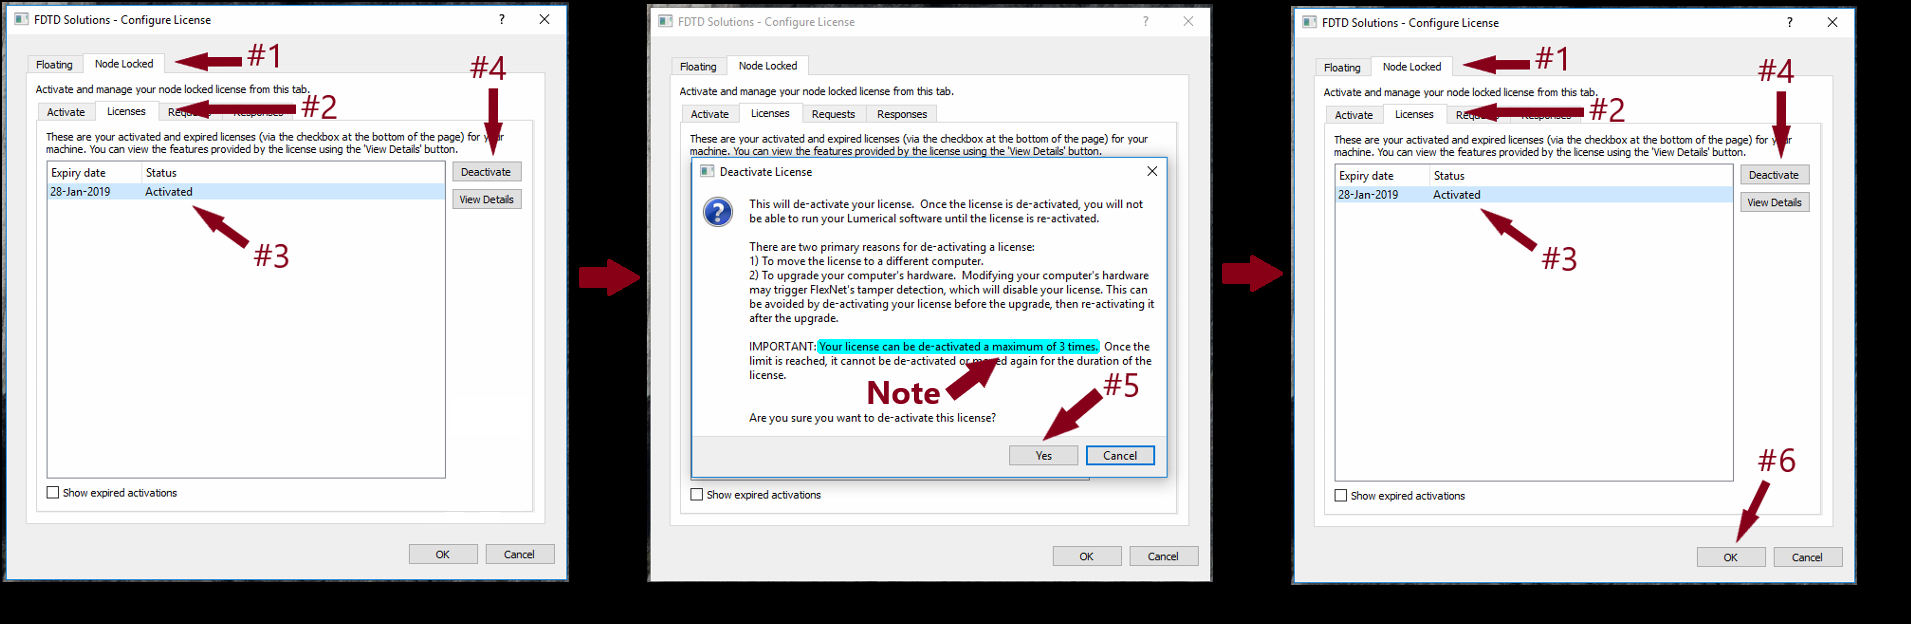 FDTD Solutions - Configure License
? ×
Floating Node Locked #1
#4
Activate and manage your node locked license from this tab.
Activate Licenses #2
These are your activated and expired licenses (via the checkbox at the bottom of the page) for your
machine. You can view the features provided by the license using the 'View Details' button.
Expiry date Status
Deactivate
28-Jan-2019 Activated
View Details
#3
Show expired activations
OK Cancel
FDTD Solutions - Configure License
? ×
Floating Node Locked
Activate and manage your node locked license from this tab.
Activate Licenses Requests Responses
These are your activated and expired licenses (via the checkbox at the bottom of the page) for your
machine. You can view the features provided by the license using the 'View Details' button.
Deactivate License
?
This will de-activate your license. Once the license is de-activated, you will not
be able to run your Lumerical software until the license is re-activated.
There are two primary reasons for de-activating a license:
1) To move the license to a different computer.
2) To upgrade your computer's hardware. Modifying your computer's hardware
may trigger FlexNet's tamper detection, which will disable your license. This can
be avoided by de-activating your license before the upgrade, then re-activating it
after the upgrade.
IMPORTANT: Your license can be de-activated a maximum of 3 times. Once the
limit is reached, it cannot be de-activated or moved again for the duration of the
license.
Note #5
Are you sure you want to de-activate this license?
Yes Cancel
Show expired activations
OK Cancel
FDTD Solutions - Configure License
? ×
Floating Node Locked #1
#4
Activate and manage your node locked license from this tab.
Activate Licenses #2
These are your activated and expired licenses (via the checkbox at the bottom of the page) for your
machine. You can view the features provided by the license using the 'View Details' button.
Expiry date Status
Deactivate
28-Jan-2019 Activated
View Details
#3
#6
Show expired activations
OK Cancel